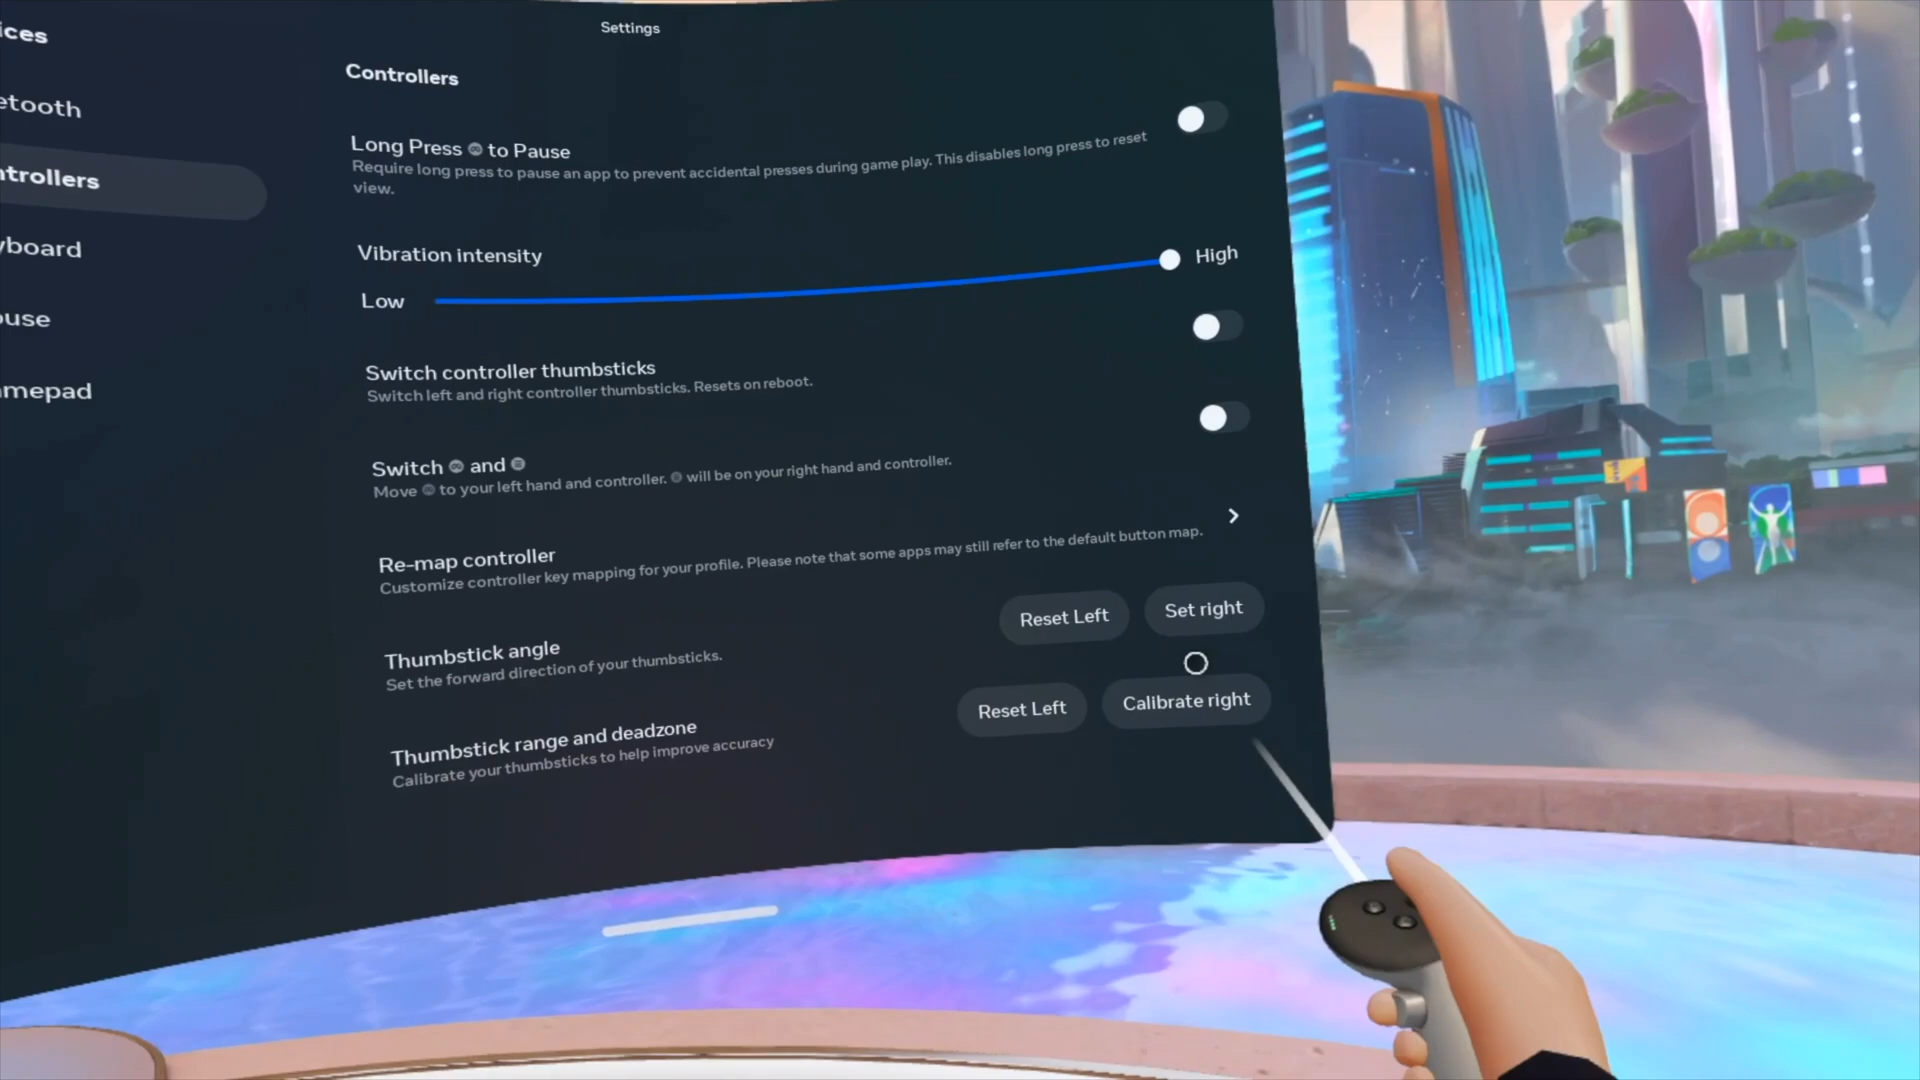 Settings
ices
etooth
ntrollers
yboard
ouse
mepad
Controllers
Long Press to Pause
Require long press to pause an app to prevent accidental presses during game play. This disables long press to reset
view.
Vibration intensity
Low
High
Switch controller thumbsticks
Switch left and right controller thumbsticks. Resets on reboot.
Switch and
Move to your left hand and controller. will be on your right hand and controller.
Re-map controller
Customize controller key mapping for your profile. Please note that some apps may still refer to the default button map.
Thumbstick angle
Set the forward direction of your thumbsticks.
Reset Left
Set right
Thumbstick range and deadzone
Calibrate your thumbsticks to help improve accuracy
Reset Left
Calibrate right